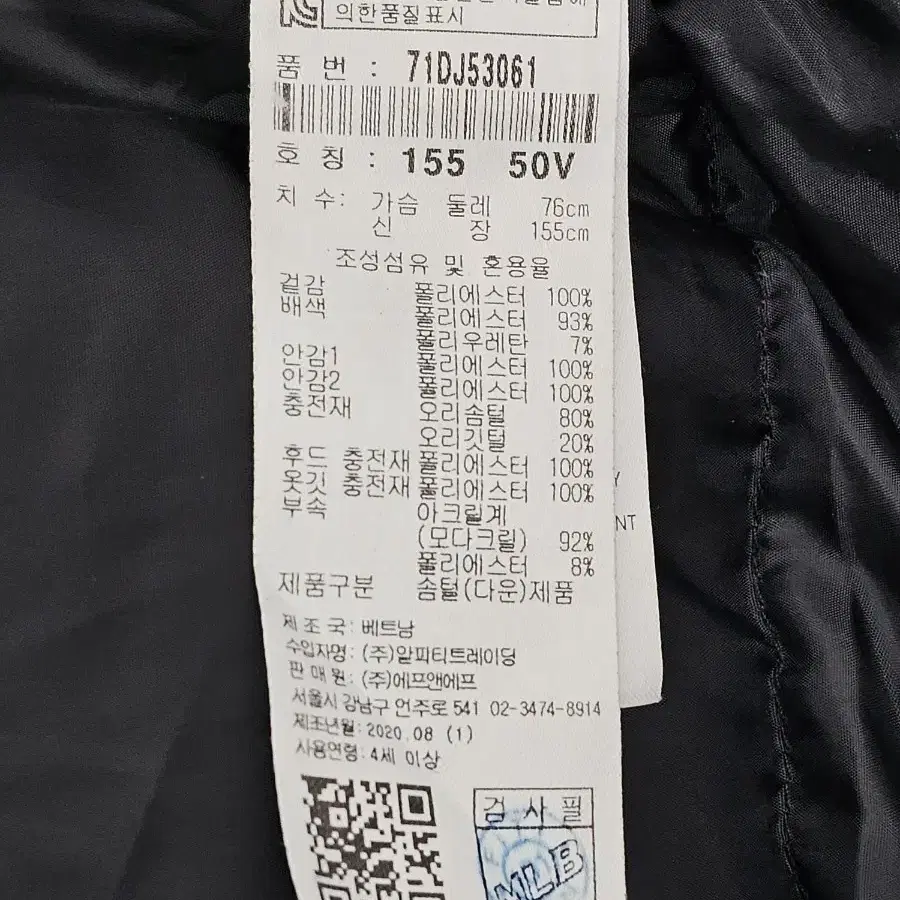 의한품질표시
품 번 : 71DJ53061
호 칭 : 155 50V
치 수: 가슴 둘레 76cm
신 장 155cm
조성섬유 및 혼용율
겉감 폴리에스터 100%
배색 폴리에스터 93%
폴리우레탄 7%
안감1 폴리에스터 100%
안감2 폴리에스터 100%
충전재 오리솜털 80%
오리깃털 20%
후드 충전재 폴리에스터 100%
옷깃 충전재 폴리에스터 100%
부속 아크릴계
(모다크릴) 92%
폴리에스터 8%
제품구분 솜털(다운)제품
제 조 국: 베트남
수입자명: (주)알피티트레이딩
판 매 원: (주)에프앤에프
서울시 강남구 언주로 541 02-3474-8914
제조년월: 2020.08 (1)
사용연령: 4세 이상
검 사 필
MLB
Y
NT